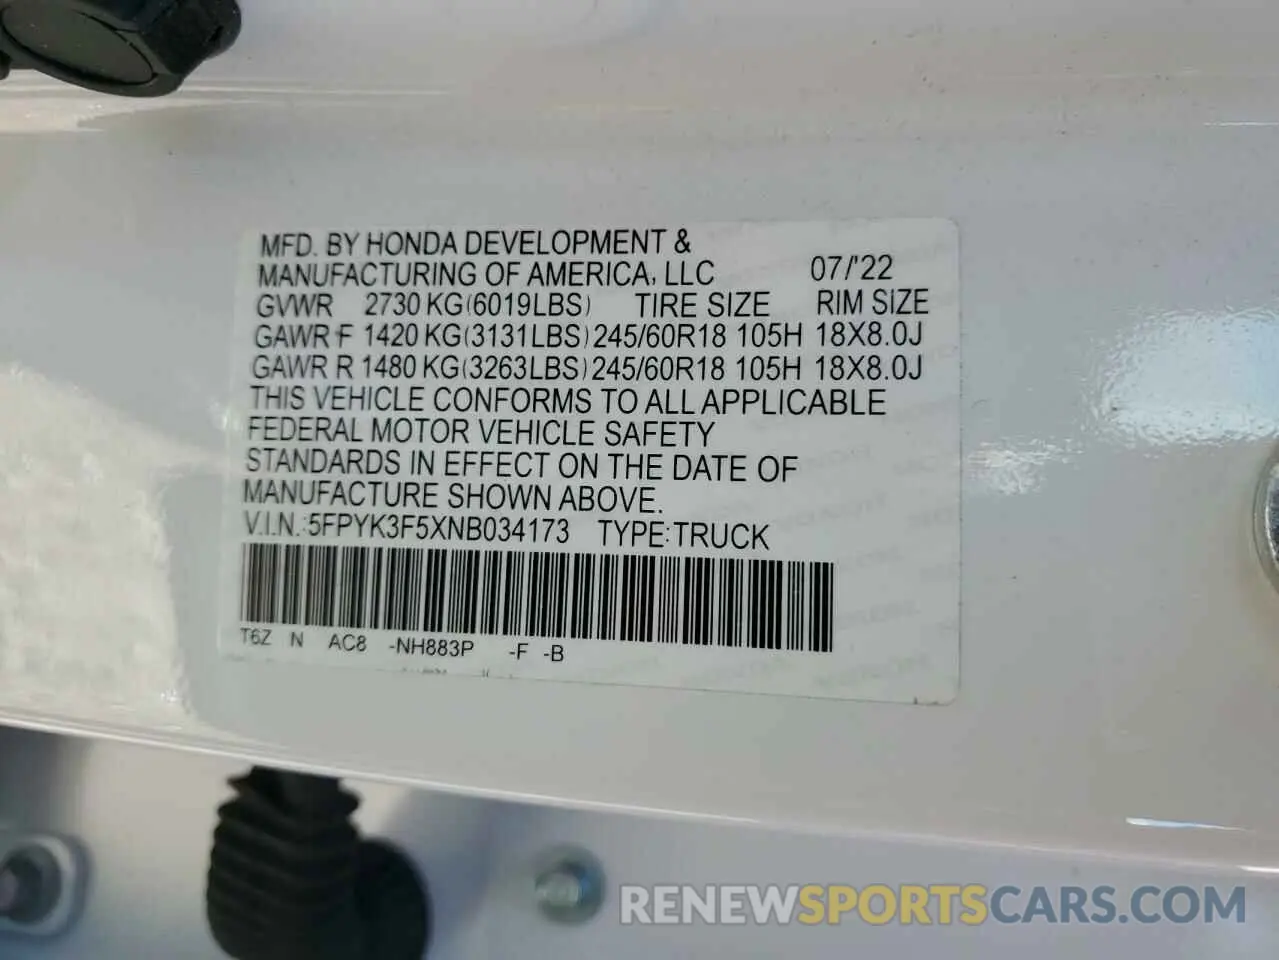 MFD. BY HONDA DEVELOPMENT &
MANUFACTURING OF AMERICA, LLC 07/'22
GVWR 2730 KG(6019LBS) TIRE SIZE RIM SIZE
GAWR F 1420 KG(3131LBS) 245/60R18 105H 18X8.0J
GAWR R 1480 KG(3263LBS) 245/60R18 105H 18X8.0J
THIS VEHICLE CONFORMS TO ALL APPLICABLE
FEDERAL MOTOR VEHICLE SAFETY
STANDARDS IN EFFECT ON THE DATE OF
MANUFACTURE SHOWN ABOVE.
V.I.N.:5FPYK3F5XNB034173 TYPE:TRUCK
T6Z N AC8 -NH883P -F -B
RENEWSPORTSCARS.COM